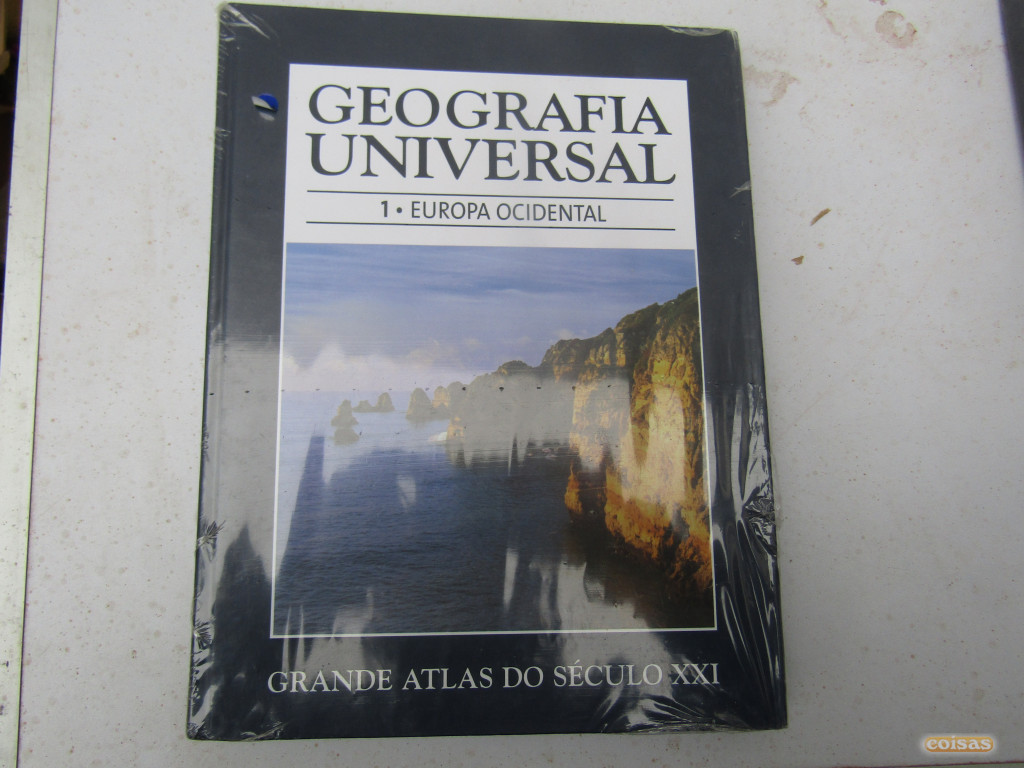 GEOGRAFIA
UNIVERSAL
1 • EUROPA OCIDENTAL
GRANDE ATLAS DO SÉCULO XXI
coisas